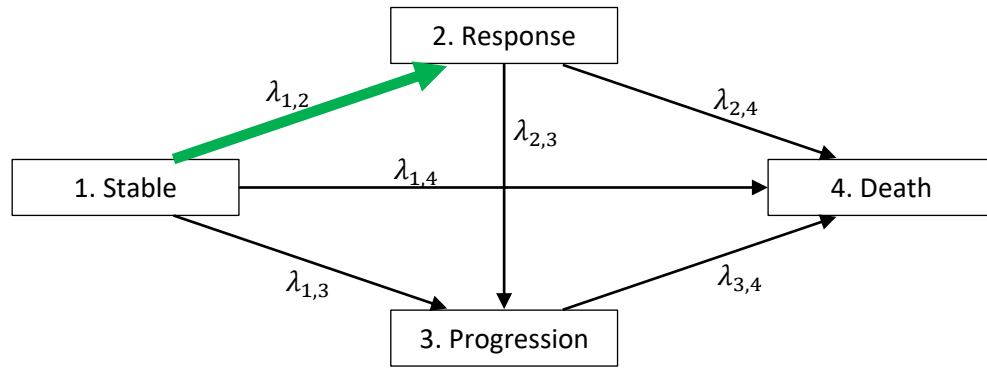 2. Response
λ1,2
λ2,4
λ2,3
1. Stable
λ1,4
4. Death
λ1,3
λ3,4
3. Progression